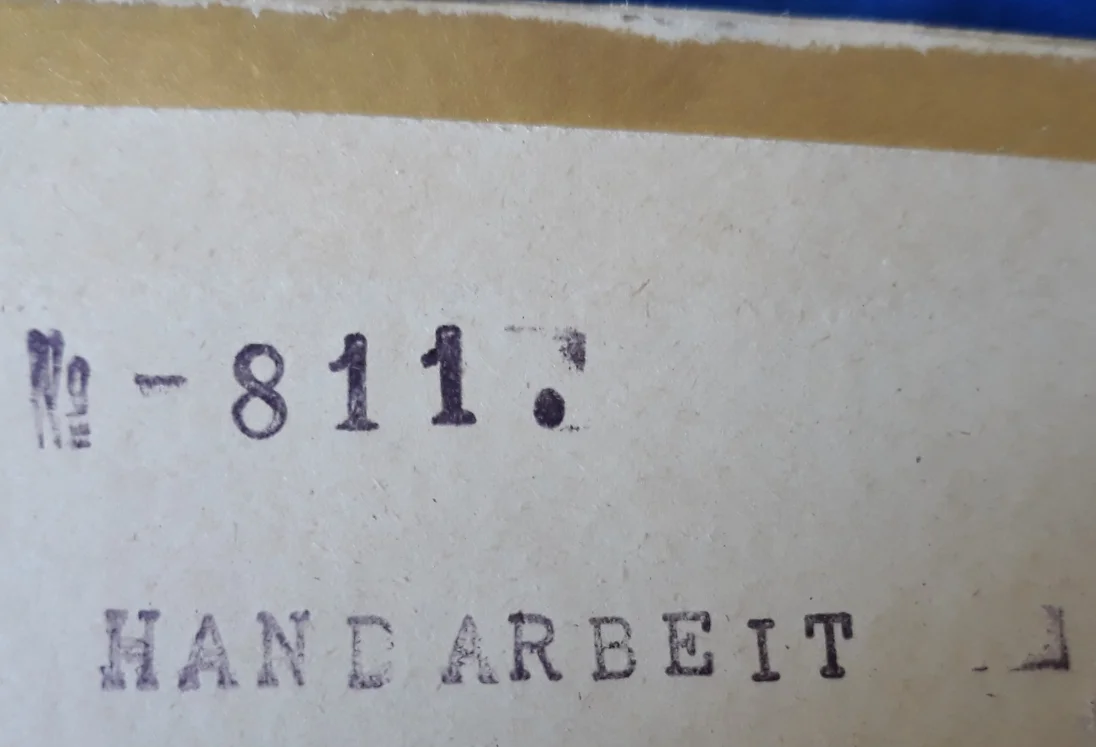 № - 811.
HANDARBEIT